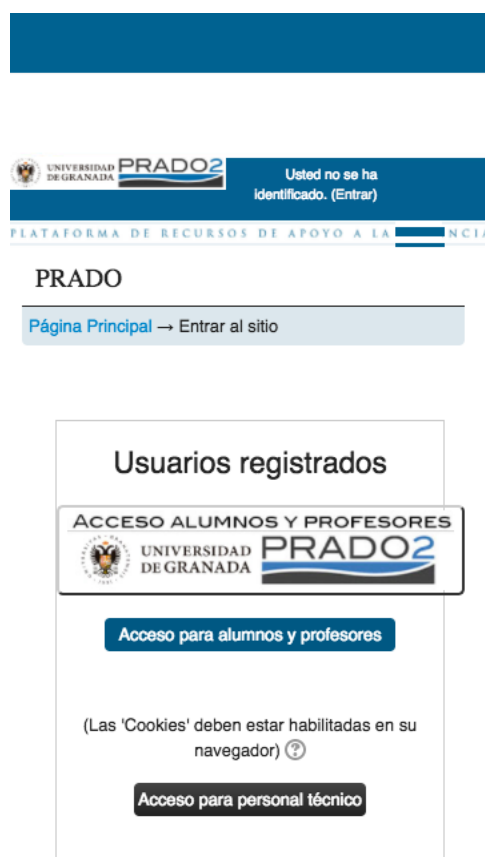 UNIVERSIDAD
DE GRANADA
PRADO2
Usted no se ha
identificado. (Entrar)
PLATAFORMA DE RECURSOS DE APOYO A LA
PRADO
Página Principal → Entrar al sitio
Usuarios registrados
ACCESO ALUMNOS Y PROFESORES
UNIVERSIDAD
DE GRANADA
PRADO2
Acceso para alumnos y profesores
(Las 'Cookies' deben estar habilitadas en su
navegador) ?
Acceso para personal técnico